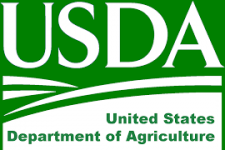 USDA
United States
Department of Agriculture